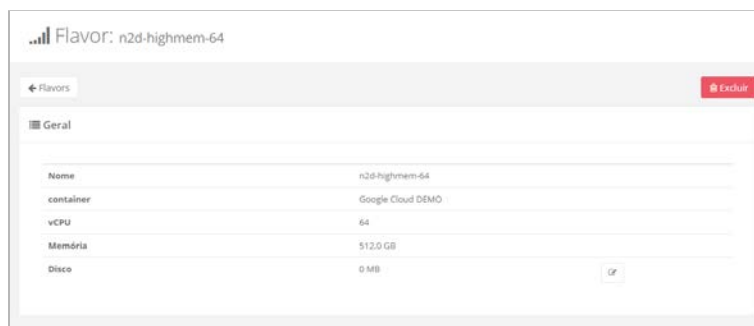 Flavor: n2d-highmem-64
Flavors
Excluir
Geral
Nome n2d-highmem-64
container Google Cloud DEMO
vCPU 64
Memória 512.0 GB
Disco 0 MB